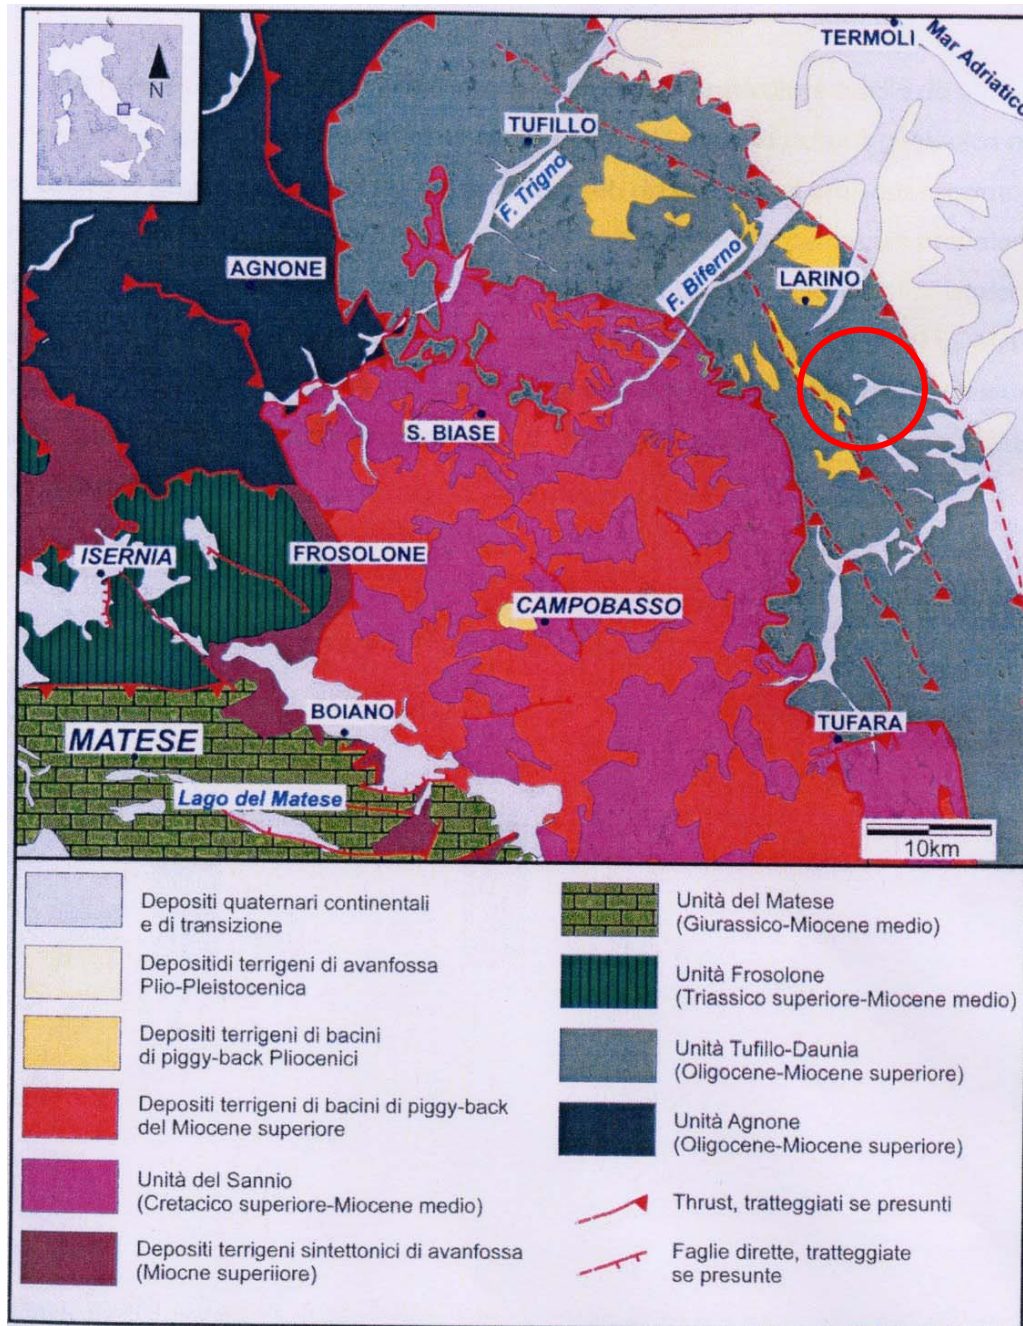 N
TERMOLI
Mar Adriatico
TUFILLO
F. Trigno
AGNONE
F. Biferno
LARINO
S. BIASE
ISERNIA
FROSOLONE
CAMPOBASSO
BOIANO
MATESE
TUFARA
Lago del Matese
10km
Depositi quaternari continentali
e di transizione
Depositidi terrigeni di avanfossa
Plio-Pleistocenica
Depositi terrigeni di bacini
di piggy-back Pliocenici
Depositi terrigeni di bacini di piggy-back
del Miocene superiore
Unità del Sannio
(Cretacico superiore-Miocene medio)
Depositi terrigeni sintettonici di avanfossa
(Miocne superiiore)
Unità del Matese
(Giurassico-Miocene medio)
Unità Frosolone
(Triassico superiore-Miocene medio)
Unità Tufillo-Daunia
(Oligocene-Miocene superiore)
Unità Agnone
(Oligocene-Miocene superiore)
Thrust, tratteggiati se presunti
Faglie dirette, tratteggiate
se presunte